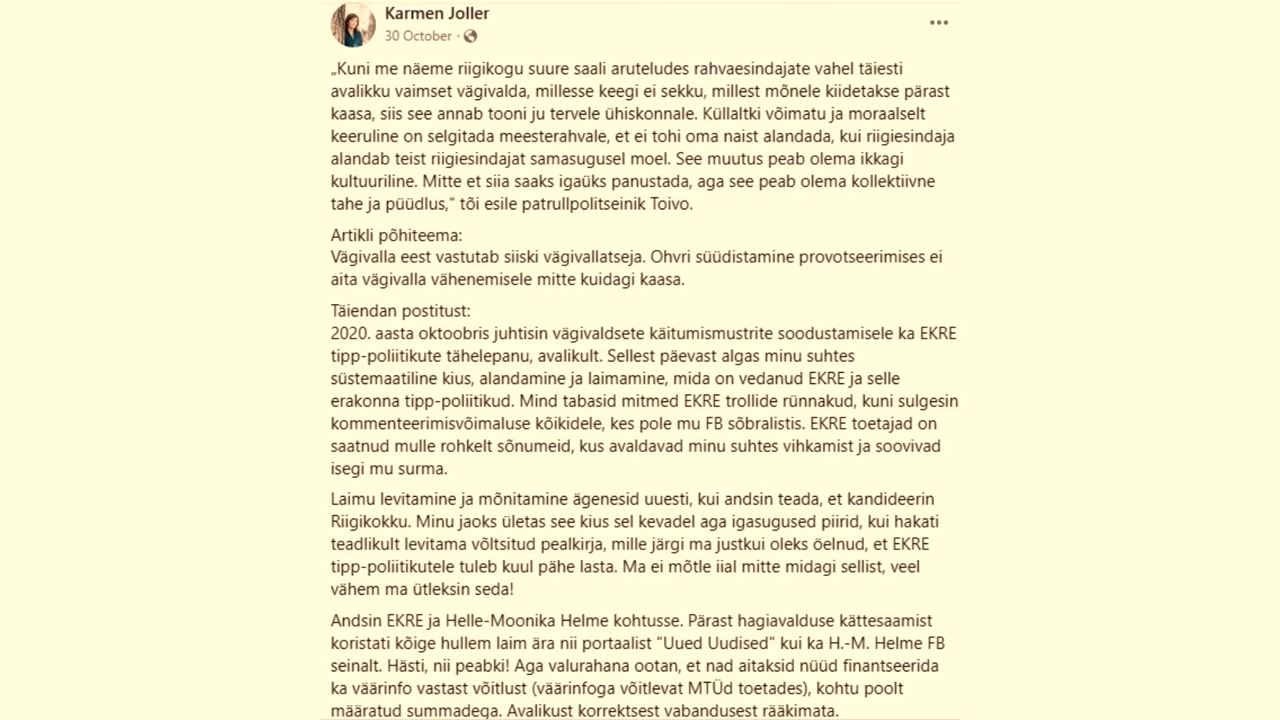 Karmen Joller
30 October ·
„Kuni me näeme riigikogu suure saali aruteludes rahvaesindajate vahel täiesti
avalikku vaimset vägivalda, millesse keegi ei sekku, millest mõnele kiidetakse pärast
kaasa, siis see annab tooni ju tervele ühiskonnale. Küllaltki võimatu ja moraalselt
keeruline on selgitada meesterahvale, et ei tohi oma naist alandada, kui riigiesindaja
alandab teist riigiesindajat samasugusel moel. See muutus peab olema ikkagi
kultuuriline. Mitte et siia saaks igaüks panustada, aga see peab olema kollektiivne
tahe ja püüdlus,“ tõi esile patrullpolitseinik Toivo.
Artikli põhiteema:
Vägivalla eest vastutab siiski vägivallatseja. Ohvri süüdistamine provotseerimises ei
aita vägivalla vähenemisele mitte kuidagi kaasa.
Täiendan postitust:
2020. aasta oktoobris juhtisin vägivaldsete käitumismustrite soodustamisele ka EKRE
tipp-poliitikute tähelepanu, avalikult. Sellest päevast algas minu suhtes
süstemaatiline kius, alandamine ja laimamine, mida on vedanud EKRE ja selle
erakonna tipp-poliitikud. Mind tabasid mitmed EKRE trollide rünnakud, kuni sulgesin
kommenteerimisvõimaluse kõikidele, kes pole mu FB sõbralistis. EKRE toetajad on
saatnud mulle rohkelt sõnumeid, kus avaldavad minu suhtes vihkamist ja soovivad
isegi mu surma.
Laimu levitamine ja mõnitamine ägenesid uuesti, kui andsin teada, et kandideerin
Riigikokku. Minu jaoks ületas see kius sel kevadel aga igasugused piirid, kui hakati
teadlikult levitama võltsitud pealkirja, mille järgi ma justkui oleks öelnud, et EKRE
tipp-poliitikutele tuleb kuul pähe lasta. Ma ei mõtle iial mitte midagi sellist, veel
vähem ma ütleksin seda!
Andsin EKRE ja Helle-Moonika Helme kohtusse. Pärast hagiavalduse kättesaamist
koristati kõige hullem laim ära nii portaalist "Uued Uudised" kui ka H.-M. Helme FB
seinalt. Hästi, nii peabki! Aga valurahana ootan, et nad aitaksid nüüd finantseerida
ka väärinfo vastast võitlust (väärinfoga võitlevat MTÜd toetades), kohtu poolt
määratud summadega. Avalikust korrektsest vabandusest rääkimata.